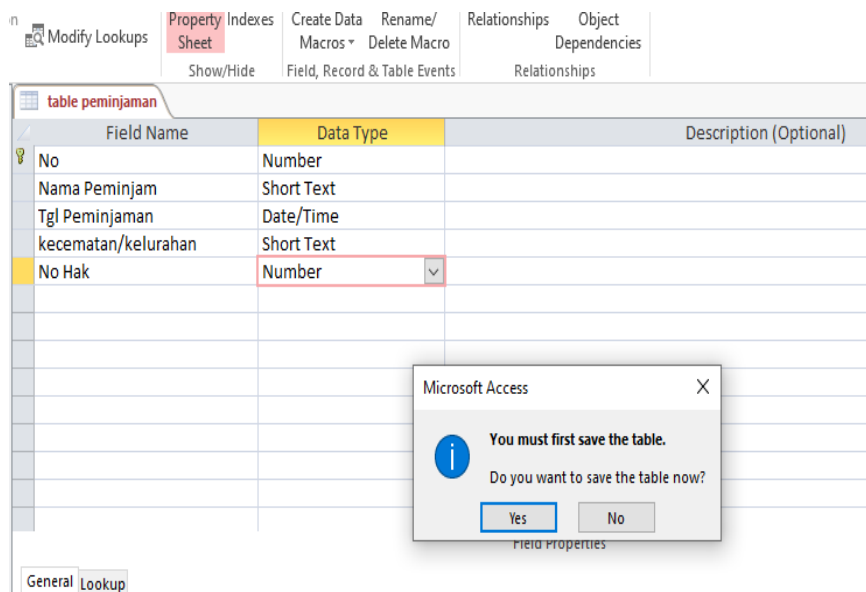 n
Modify Lookups
Property Sheet
Indexes
Create Data Macros
Rename/ Delete Macro
Relationships
Object Dependencies
Show/Hide
Field, Record & Table Events
Relationships
table peminjaman
Field Name Data Type Description (Optional)
No Number
Nama Peminjam Short Text
Tgl Peminjaman Date/Time
kecematan/kelurahan Short Text
No Hak Number
Microsoft Access
You must first save the table.
Do you want to save the table now?
Yes No
Field Properties
General Lookup